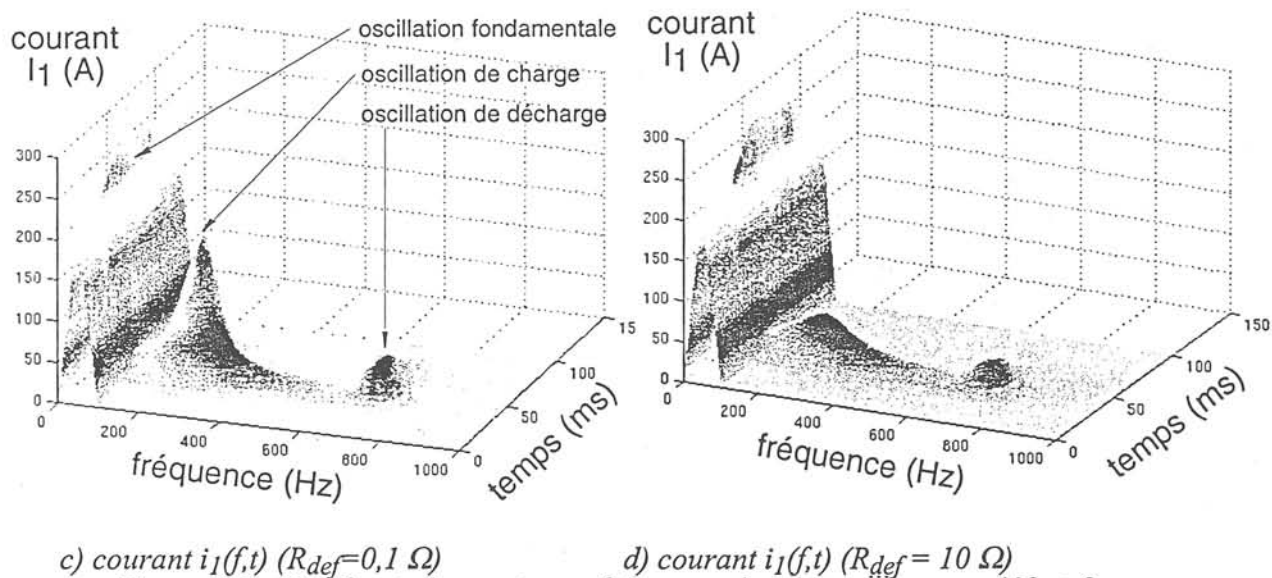 courant
I1 (A)
oscillation fondamentale
oscillation de charge
oscillation de décharge
300
250
200
150
100
50
0
0
200
400
600
800
1000
0
50
100
15
fréquence (Hz)
temps (ms)
courant
I1 (A)
300
250
200
150
100
50
0
0
200
400
600
800
1000
0
50
100
150
fréquence (Hz)
temps (ms)
c) courant i1(f,t) (Rdef=0,1 Ω)
d) courant i1(f,t) (Rdef = 10 Ω)